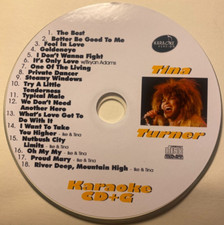 KARAOKE
1. The Best
2. Better Be Good To Me
3. Fool In Love
4. Goldeneye
5. I Don't Wanna Fight
6. It's Only Love w/Bryan Adams
7. One Of The Living
8. Private Dancer
9. Steamy Windows
10. Try A Little
Tenderness
11. Typical Male
12. We Don't Need
Another Hero
13. What's Love Got To
Do With It
14. I Want To Take
You Higher - Ike & Tina
15. Nutbush City
Limits - Ike & Tina
16. Oh My My - Ike & Tina
17. Proud Mary - Ike & Tina
18. River Deep, Mountain High - Ike & Tina
Tina
Turner
Karaoke
CD+G